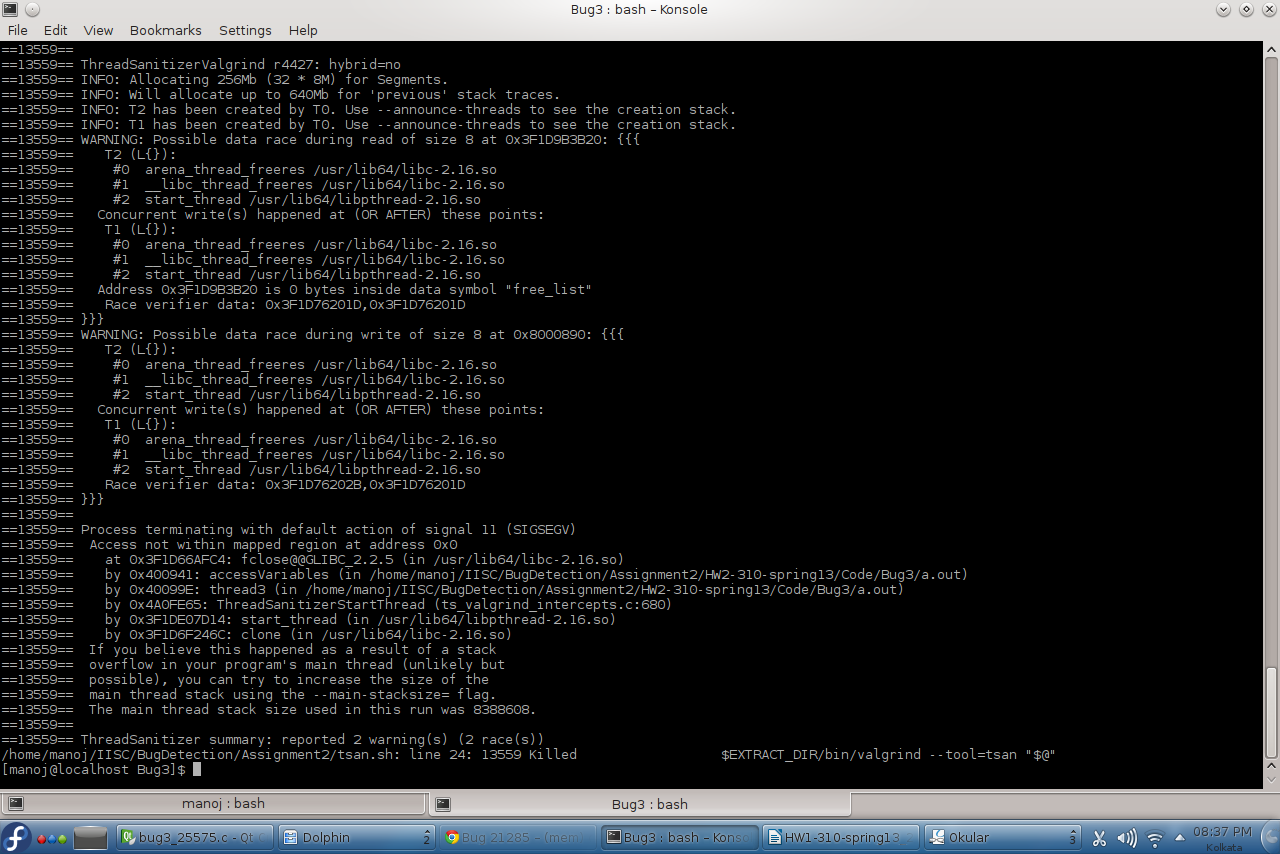 Bug3 : bash – Konsole
File Edit View Bookmarks Settings Help
==13559==
==13559== ThreadSanitizerValgrind r4427: hybrid=no
==13559== INFO: Allocating 256Mb (32 * 8M) for Segments.
==13559== INFO: Will allocate up to 640Mb for 'previous' stack traces.
==13559== INFO: T2 has been created by T0. Use --announce-threads to see the creation stack.
==13559== INFO: T1 has been created by T0. Use --announce-threads to see the creation stack.
==13559== WARNING: Possible data race during read of size 8 at 0x3F1D9B3B20: {{{
==13559==    T2 (L{}):
==13559==     #0  arena_thread_freeres /usr/lib64/libc-2.16.so
==13559==     #1  __libc_thread_freeres /usr/lib64/libc-2.16.so
==13559==     #2  start_thread /usr/lib64/libpthread-2.16.so
==13559==   Concurrent write(s) happened at (OR AFTER) these points:
==13559==    T1 (L{}):
==13559==     #0  arena_thread_freeres /usr/lib64/libc-2.16.so
==13559==     #1  __libc_thread_freeres /usr/lib64/libc-2.16.so
==13559==     #2  start_thread /usr/lib64/libpthread-2.16.so
==13559==   Address 0x3F1D9B3B20 is 0 bytes inside data symbol "free_list"
==13559==    Race verifier data: 0x3F1D76201D,0x3F1D76201D
==13559== }}}
==13559== WARNING: Possible data race during write of size 8 at 0x8000890: {{{
==13559==    T2 (L{}):
==13559==     #0  arena_thread_freeres /usr/lib64/libc-2.16.so
==13559==     #1  __libc_thread_freeres /usr/lib64/libc-2.16.so
==13559==     #2  start_thread /usr/lib64/libpthread-2.16.so
==13559==   Concurrent write(s) happened at (OR AFTER) these points:
==13559==    T1 (L{}):
==13559==     #0  arena_thread_freeres /usr/lib64/libc-2.16.so
==13559==     #1  __libc_thread_freeres /usr/lib64/libc-2.16.so
==13559==     #2  start_thread /usr/lib64/libpthread-2.16.so
==13559==    Race verifier data: 0x3F1D76202B,0x3F1D76201D
==13559== }}}
==13559==
==13559== Process terminating with default action of signal 11 (SIGSEGV)
==13559==  Access not within mapped region at address 0x0
==13559==    at 0x3F1D66AFC4: fclose@@GLIBC_2.2.5 (in /usr/lib64/libc-2.16.so)
==13559==    by 0x400941: accessVariables (in /home/manoj/IISC/BugDetection/Assignment2/HW2-310-spring13/Code/Bug3/a.out)
==13559==    by 0x40099E: thread3 (in /home/manoj/IISC/BugDetection/Assignment2/HW2-310-spring13/Code/Bug3/a.out)
==13559==    by 0x4A0FE65: ThreadSanitizerStartThread (ts_valgrind_intercepts.c:680)
==13559==    by 0x3F1DE07D14: start_thread (in /usr/lib64/libpthread-2.16.so)
==13559==    by 0x3F1D6F246C: clone (in /usr/lib64/libc-2.16.so)
==13559==  If you believe this happened as a result of a stack
==13559==  overflow in your program's main thread (unlikely but
==13559==  possible), you can try to increase the size of the
==13559==  main thread stack using the --main-stacksize= flag.
==13559==  The main thread stack size used in this run was 8388608.
==13559==
==13559== ThreadSanitizer summary: reported 2 warning(s) (2 race(s))
/home/manoj/IISC/BugDetection/Assignment2/tsan.sh: line 24: 13559 Killed                  $EXTRACT_DIR/bin/valgrind --tool=tsan "$@"
[manoj@localhost Bug3]$
manoj : bash Bug3 : bash
bug3_25575.c - Qt C Dolphin 2 Bug 21285 – (mem Bug3 : bash – Konso HW1-310-spring13 Okular 3 08:37 PM
Kolkata